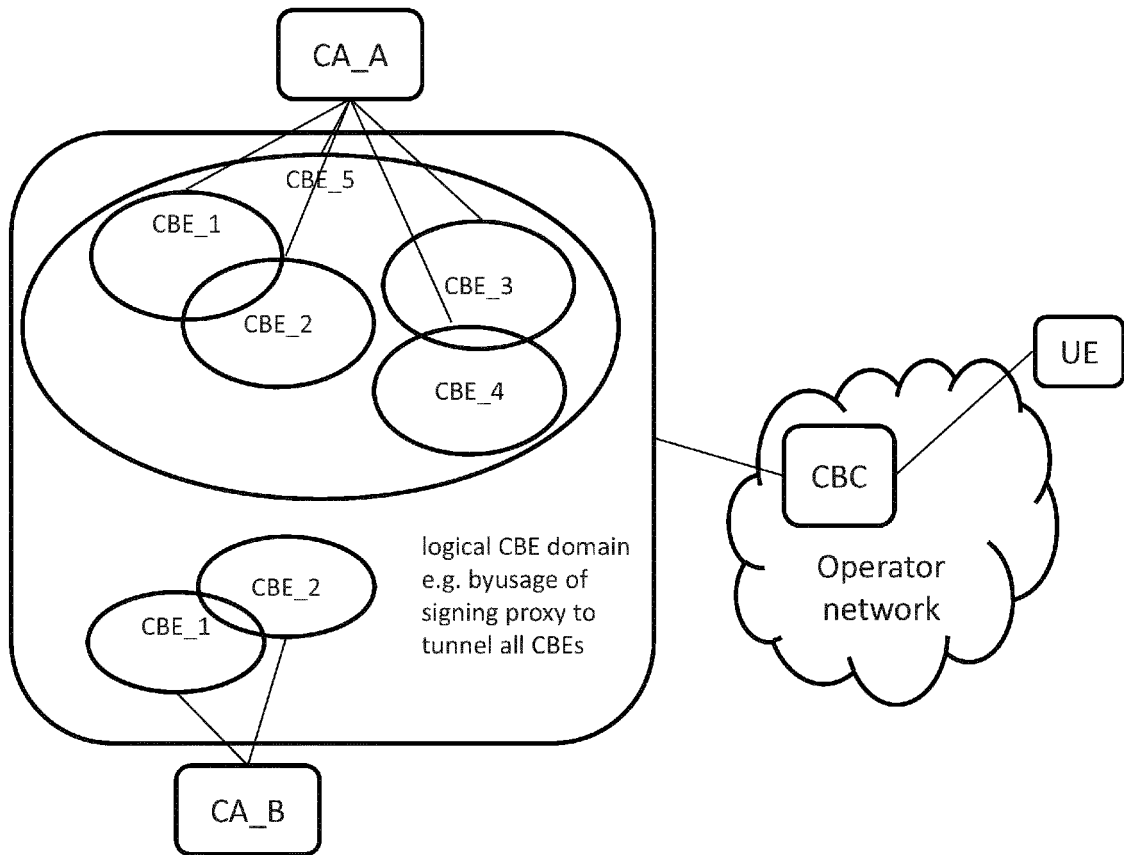 CA_A
CBE_5
CBE_1
CBE_3
CBE_2
CBE_4
UE
CBC
Operator
network
logical CBE domain
e.g. byusage of
signing proxy to
tunnel all CBEs
CBE_2
CBE_1
CA_B